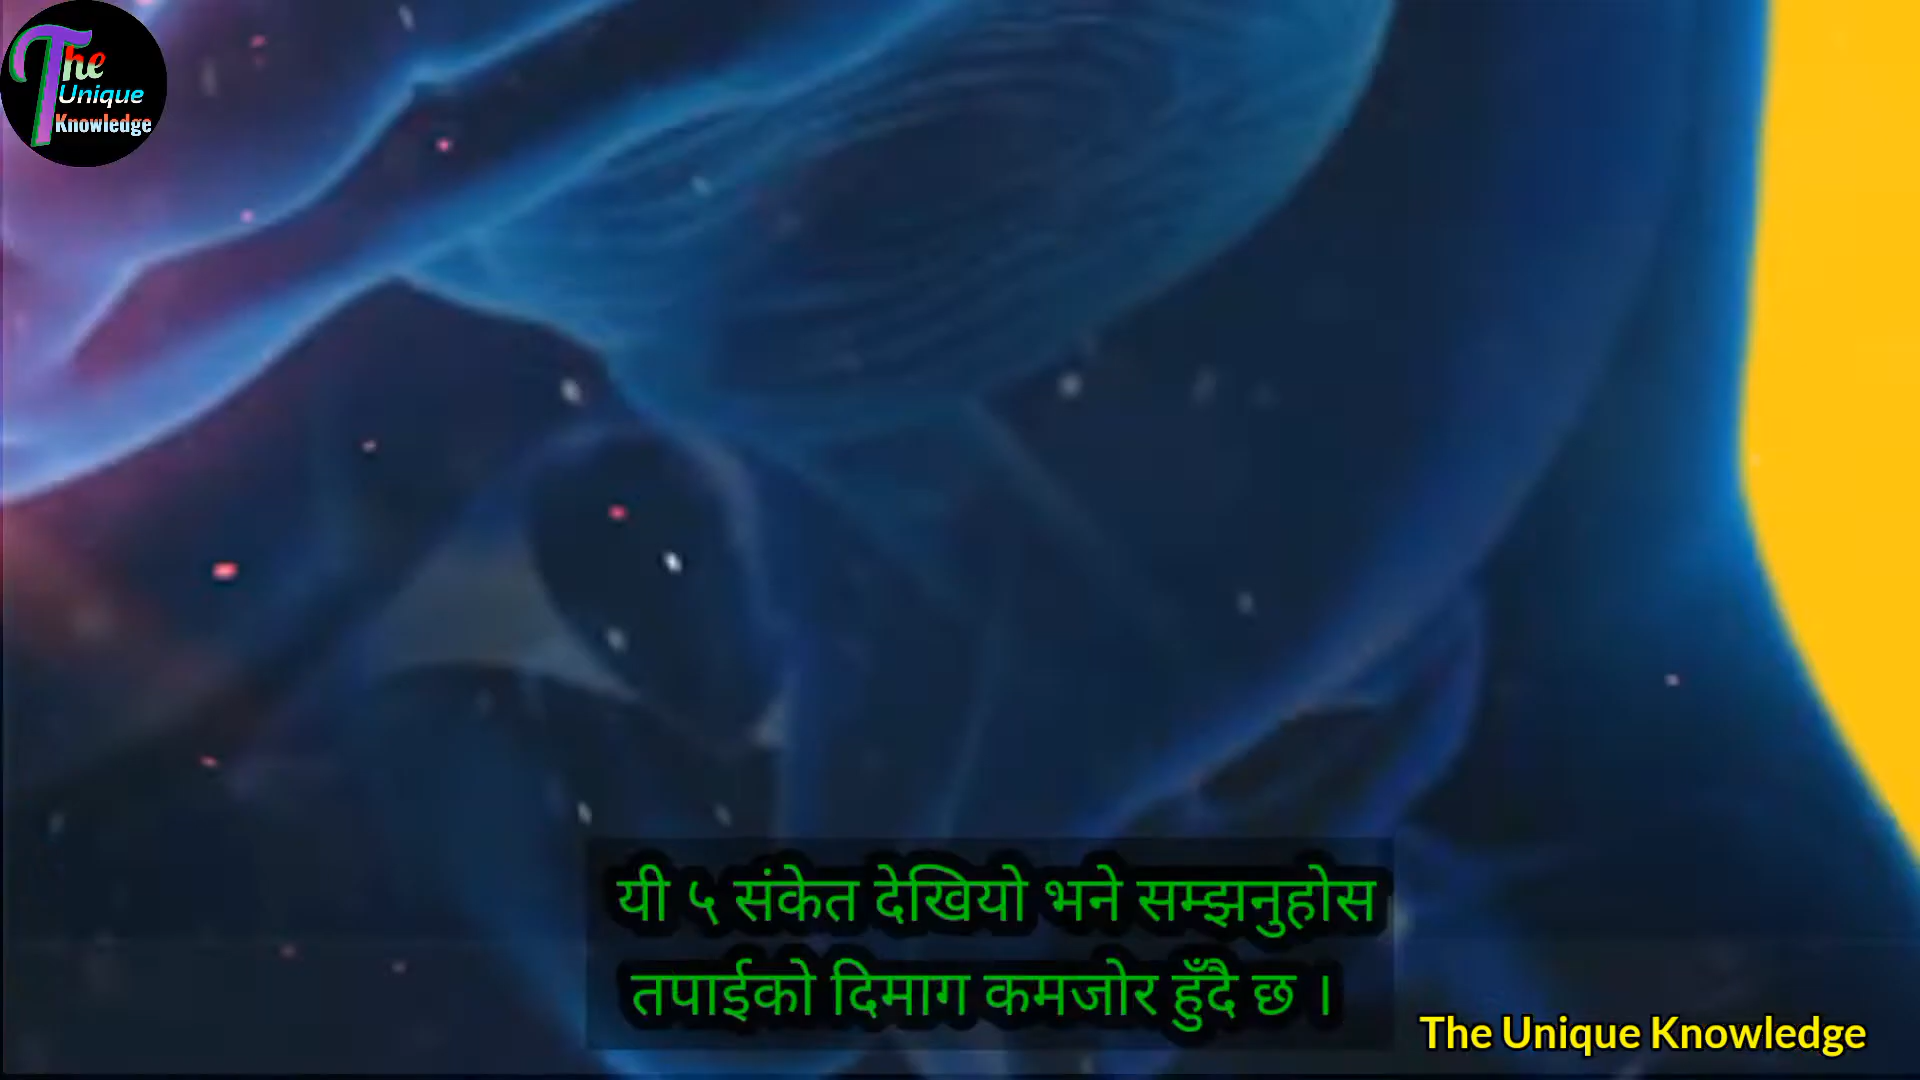 The
Unique
Knowledge
यी ५ संकेत देखियो भने सम्झनुहोस
तपाईको दिमाग कमजोर हुँदै छ ।
The Unique Knowledge